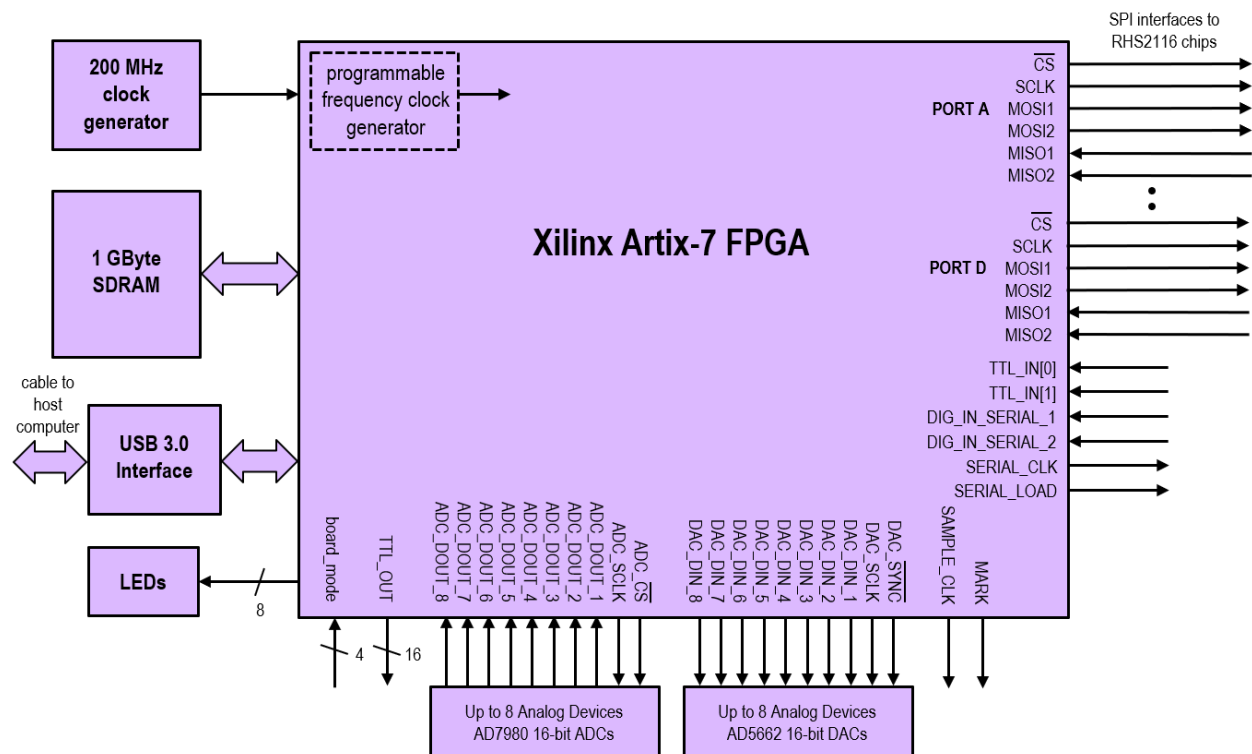 SPI interfaces to
RHS2116 chips
200 MHz
clock
generator
programmable
frequency clock
generator
CS
SCLK
PORT A
MOSI1
MOSI2
MISO1
MISO2
1 GByte
SDRAM
Xilinx Artix-7 FPGA
CS
SCLK
PORT D
MOSI1
MOSI2
MISO1
MISO2
TTL_IN[0]
TTL_IN[1]
DIG_IN_SERIAL_1
DIG_IN_SERIAL_2
SERIAL_CLK
SERIAL_LOAD
cable to
host
computer
USB 3.0
Interface
LEDs
8
board_mode
TTL_OUT
ADC_DOUT_8
ADC_DOUT_7
ADC_DOUT_6
ADC_DOUT_5
ADC_DOUT_4
ADC_DOUT_3
ADC_DOUT_2
ADC_DOUT_1
ADC_SCLK
ADC_CS
DAC_DIN_8
DAC_DIN_7
DAC_DIN_6
DAC_DIN_5
DAC_DIN_4
DAC_DIN_3
DAC_DIN_2
DAC_DIN_1
DAC_SCLK
DAC_SYNC
SAMPLE_CLK
MARK
4
16
Up to 8 Analog Devices
AD7980 16-bit ADCs
Up to 8 Analog Devices
AD5662 16-bit DACs